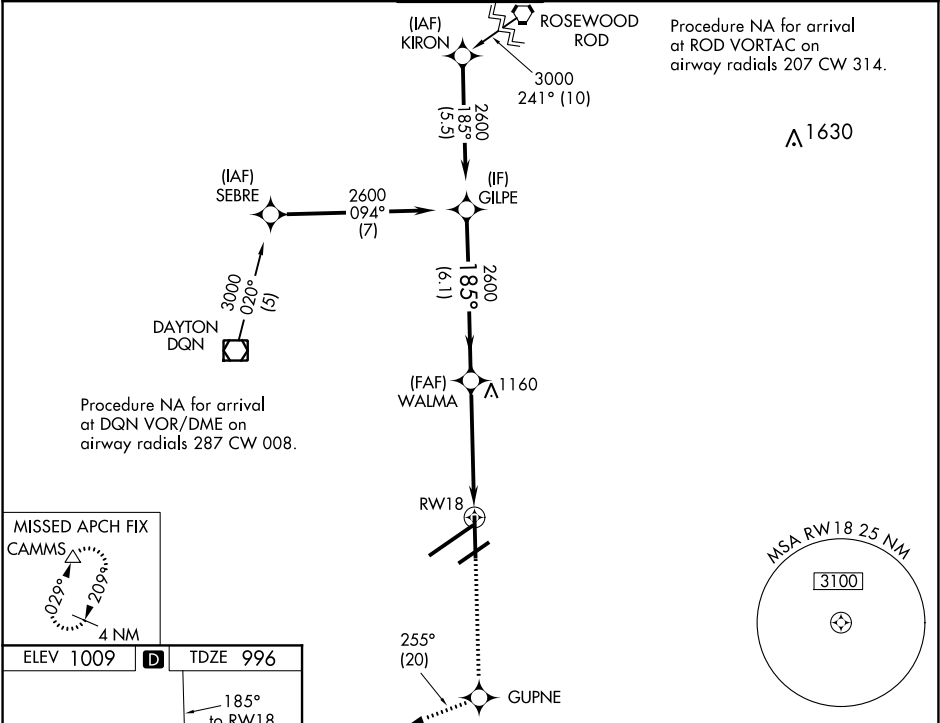 (IAF)
KIRON
ROSEWOOD
ROD
Procedure NA for arrival
at ROD VORTAC on
airway radials 207 CW 314.
3000
241° (10)
2600
185°
(5.5)
1630
(IAF)
SEBRE
2600
094°
(7)
(IF)
GILPE
3000
020°
(5)
2600
185°
(6.1)
DAYTON
DQN
(FAF)
WALMA
1160
Procedure NA for arrival
at DQN VOR/DME on
airway radials 287 CW 008.
RW18
MISSED APCH FIX
CAMMS
029°
209°
4 NM
MSA RW18 25 NM
3100
ELEV 1009 D TDZE 996
255°
(20)
GUPNE
185°
to RW18